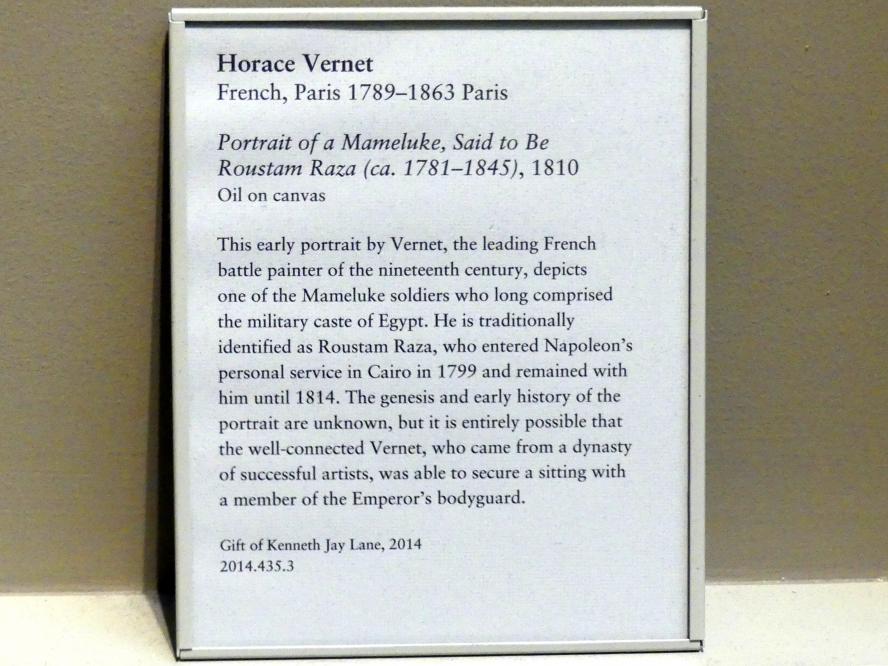 Horace Vernet
French, Paris 1789–1863 Paris
Portrait of a Mameluke, Said to Be
Roustam Raza (ca. 1781–1845), 1810
Oil on canvas
This early portrait by Vernet, the leading French
battle painter of the nineteenth century, depicts
one of the Mameluke soldiers who long comprised
the military caste of Egypt. He is traditionally
identified as Roustam Raza, who entered Napoleon’s
personal service in Cairo in 1799 and remained with
him until 1814. The genesis and early history of the
portrait are unknown, but it is entirely possible that
the well-connected Vernet, who came from a dynasty
of successful artists, was able to secure a sitting with
a member of the Emperor’s bodyguard.
Gift of Kenneth Jay Lane, 2014
2014.435.3